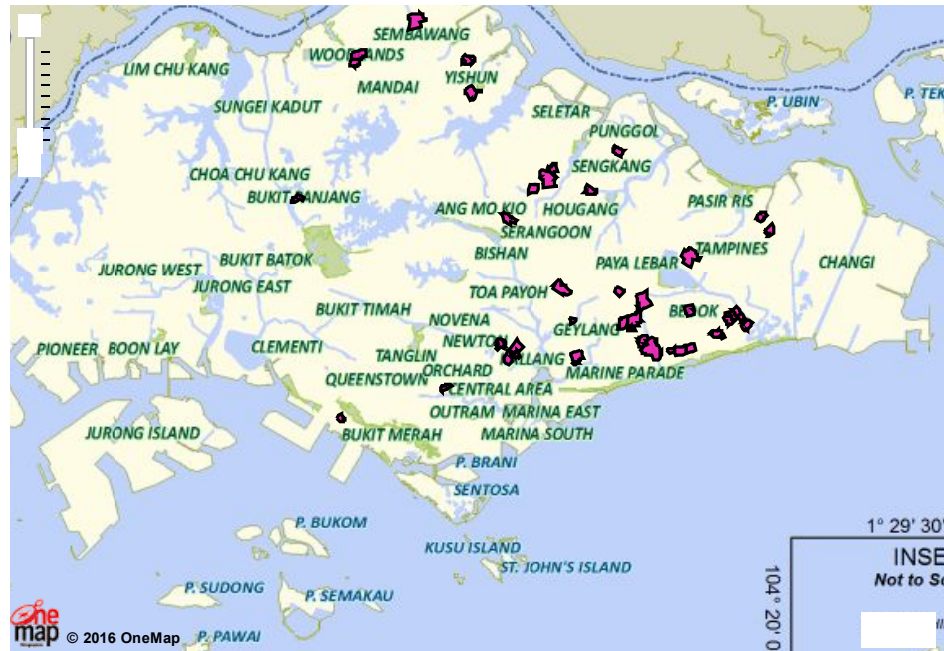 SEMBAWANG
WOODLANDS
LIM CHU KANG
YISHUN
MANDAI
P. UBIN
P. TEK
SUNGEI KADUT
SELETAR
PUNGGOL
SENGKANG
CHOA CHU KANG
BUKIT PANJANG
PASIR RIS
ANG MO KIO
HOUGANG
SERANGOON
BISHAN
TAMPINES
PAYA LEBAR
CHANGI
BUKIT BATOK
JURONG WEST
JURONG EAST
TOA PAYOH
BUKIT TIMAH
NOVENA
BEDOK
GEYLANG
NEWTON
PIONEER
BOON LAY
CLEMENTI
TANGLIN
KALLANG
ORCHARD
MARINE PARADE
QUEENSTOWN
CENTRAL AREA
OUTRAM
MARINA EAST
JURONG ISLAND
BUKIT MERAH
MARINA SOUTH
P. BRANI
SENTOSA
P. BUKOM
1° 29' 30
KUSU ISLAND
INSE
ST. JOHN'S ISLAND
Not to Sc
P. SUDONG
P. SEMAKAU
104° 20' 0
One
map
© 2016 OneMap
P. PAWAI